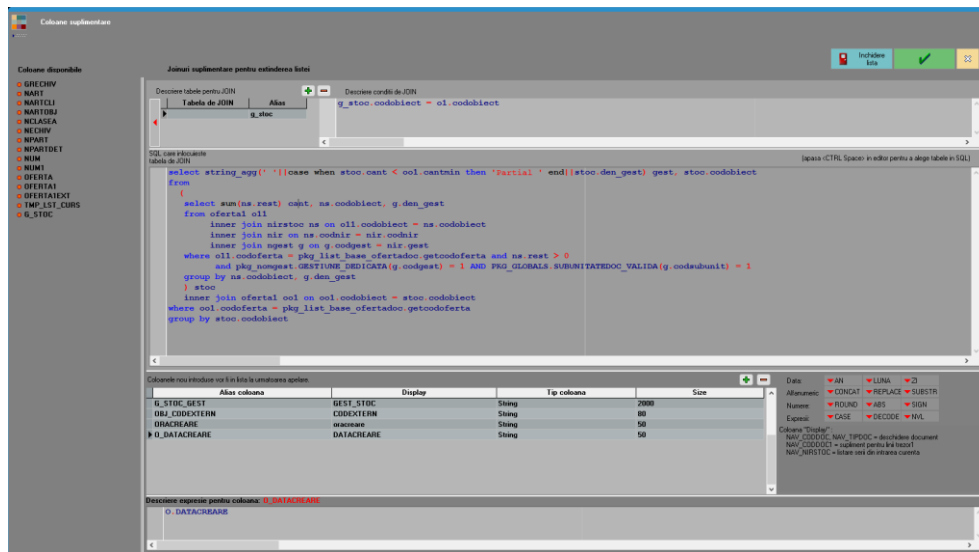 Coloane suplimentare
Inchidere lista
Coloane disponibile
Joinuri suplimentare pentru extinderea listei
GRECHIV
NART
NARTCLI
NARTOBJ
NCLASEA
NECHIV
NPART
NPARTDET
NUM
NUM1
OFERTA
OFERTA1
OFERTA1EXT
TMP_LST_CURS
G_STOC
Descriere tabele pentru JOIN
Descriere conditii de JOIN
Tabela de JOIN Alias
g_stoc
g_stoc.codobiect = o1.codobiect
SQL care inlocuieste
tabela de JOIN
(apasa <CTRL Space> in editor pentru a alege tabele in SQL)
select string_agg(' '||case when stoc.cant < oo1.cantmin then 'Partial ' end||stoc.den_gest) gest, stoc.codobiect
from
(
select sum(ns.rest) cant, ns.codobiect, g.den_gest
from oferta1 o11
inner join nirstoc ns on o11.codobiect = ns.codobiect
inner join nir on ns.codnir = nir.codnir
inner join ngest g on g.codgest = nir.gest
where o11.codoferta = pkg_list_base_ofertadoc.getcodoferta and ns.rest > 0
and pkg_nomgest.GESTIUNE_DEDICATA(g.codgest) = 1 AND PKG_GLOBALS.SUBUNITATEDOC_VALIDA(g.codsubunit) = 1
group by ns.codobiect, g.den_gest
) stoc
inner join oferta1 oo1 on oo1.codobiect = stoc.codobiect
where oo1.codoferta = pkg_list_base_ofertadoc.getcodoferta
group by stoc.codobiect
Coloanele nou introduse vor fi in lista la urmatoarea apelare
Alias coloana Display Tip coloana Size
G_STOC_GEST GEST_STOC String 2000
OBJ_CODEXTERN CODEXTERN String 80
ORACREARE oracreare String 50
O_DATACREARE DATACREARE String 50
Data: AN LUNA ZI
Alfanumeric: CONCAT REPLACE SUBSTR
Numere: ROUND ABS SIGN
Expresii: CASE DECODE NVL
Coloana "Display":
NAV_CODDOC, NAV_TIPDOC = deschidere document
NAV_CODDOC1 = supliment pentru linii trezor1
NAV_NIRSTOC = listare serii din intrarea curenta
Descriere expresie pentru coloana: O_DATACREARE
O.DATACREARE